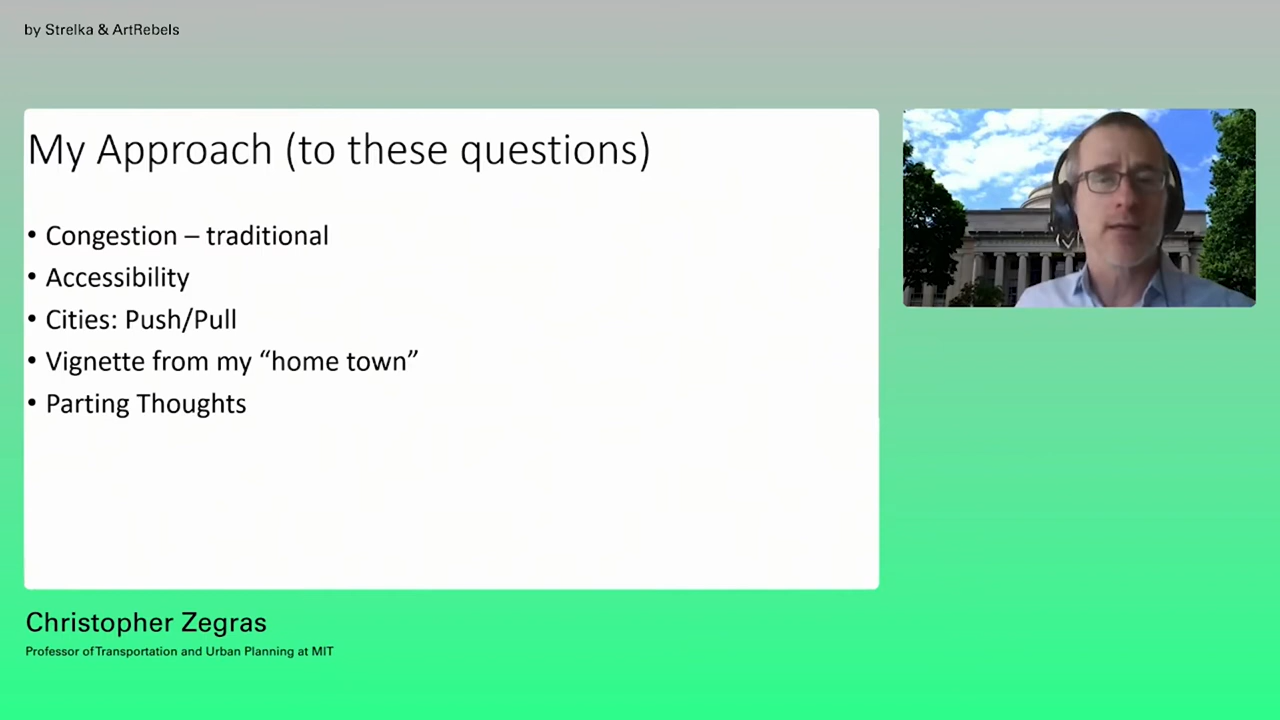 by Strelka & ArtRebels
My Approach (to these questions)
• Congestion – traditional
• Accessibility
• Cities: Push/Pull
• Vignette from my “home town”
• Parting Thoughts
Christopher Zegras
Professor of Transportation and Urban Planning at MIT